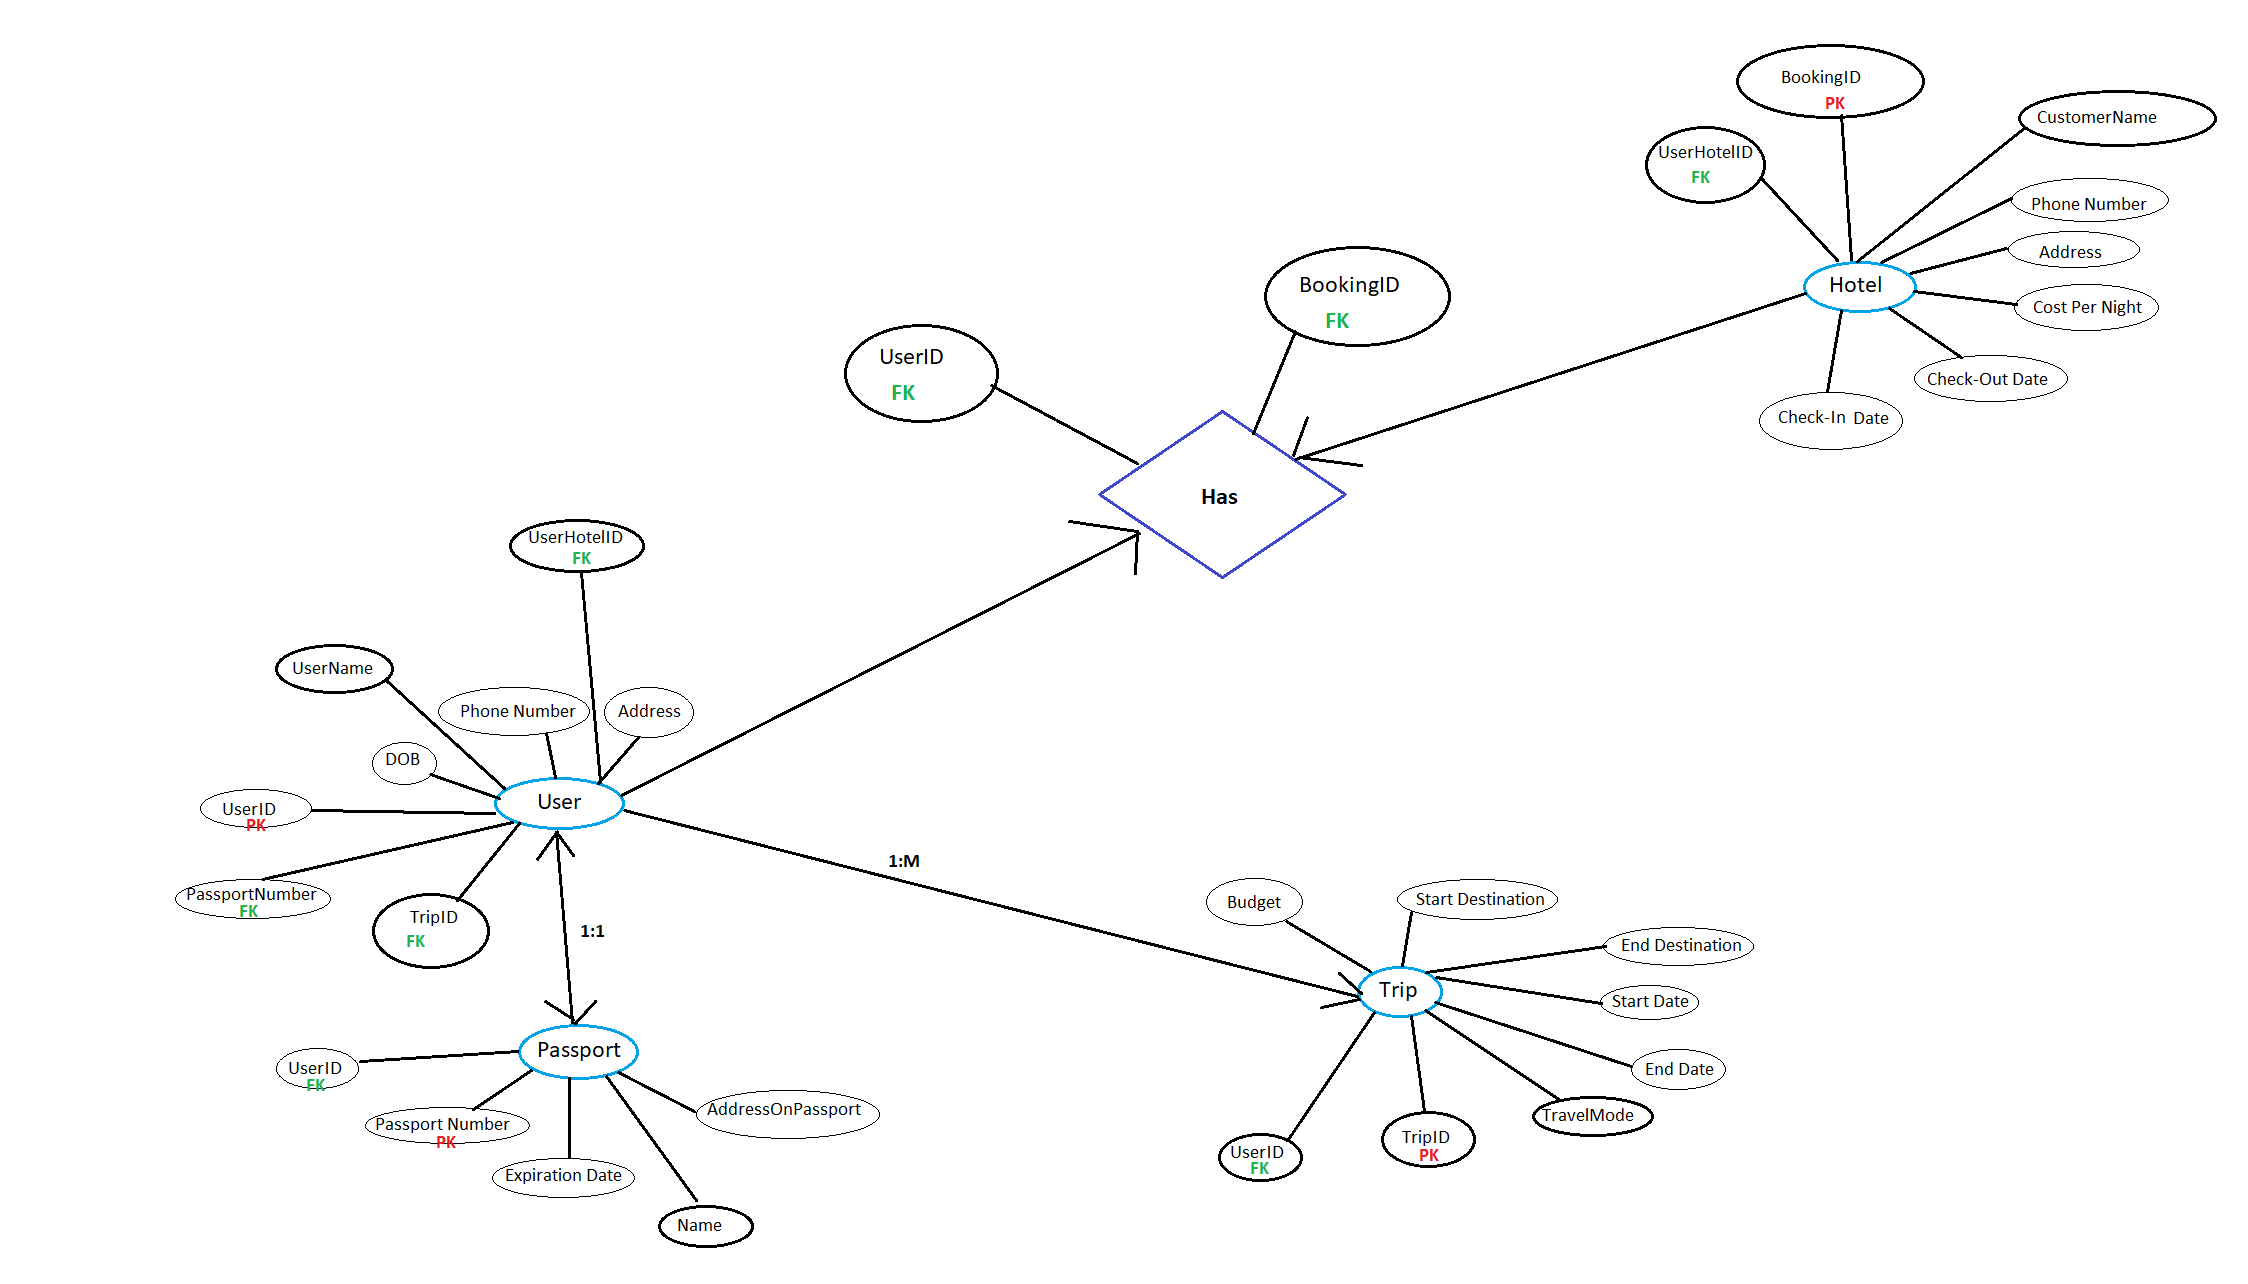 BookingID
PK
CustomerName
UserHotelID
FK
Phone Number
Address
Hotel
Cost Per Night
Check-Out Date
Check-In Date
BookingID
FK
UserID
FK
Has
UserHotelID
FK
UserName
Phone Number
Address
DOB
User
UserID
PK
PassportNumber
FK
TripID
FK
1:1
1:M
Budget
Start Destination
End Destination
Trip
Start Date
End Date
TravelMode
TripID
PK
UserID
FK
Passport
UserID
FK
Passport Number
PK
AddressOnPassport
Expiration Date
Name